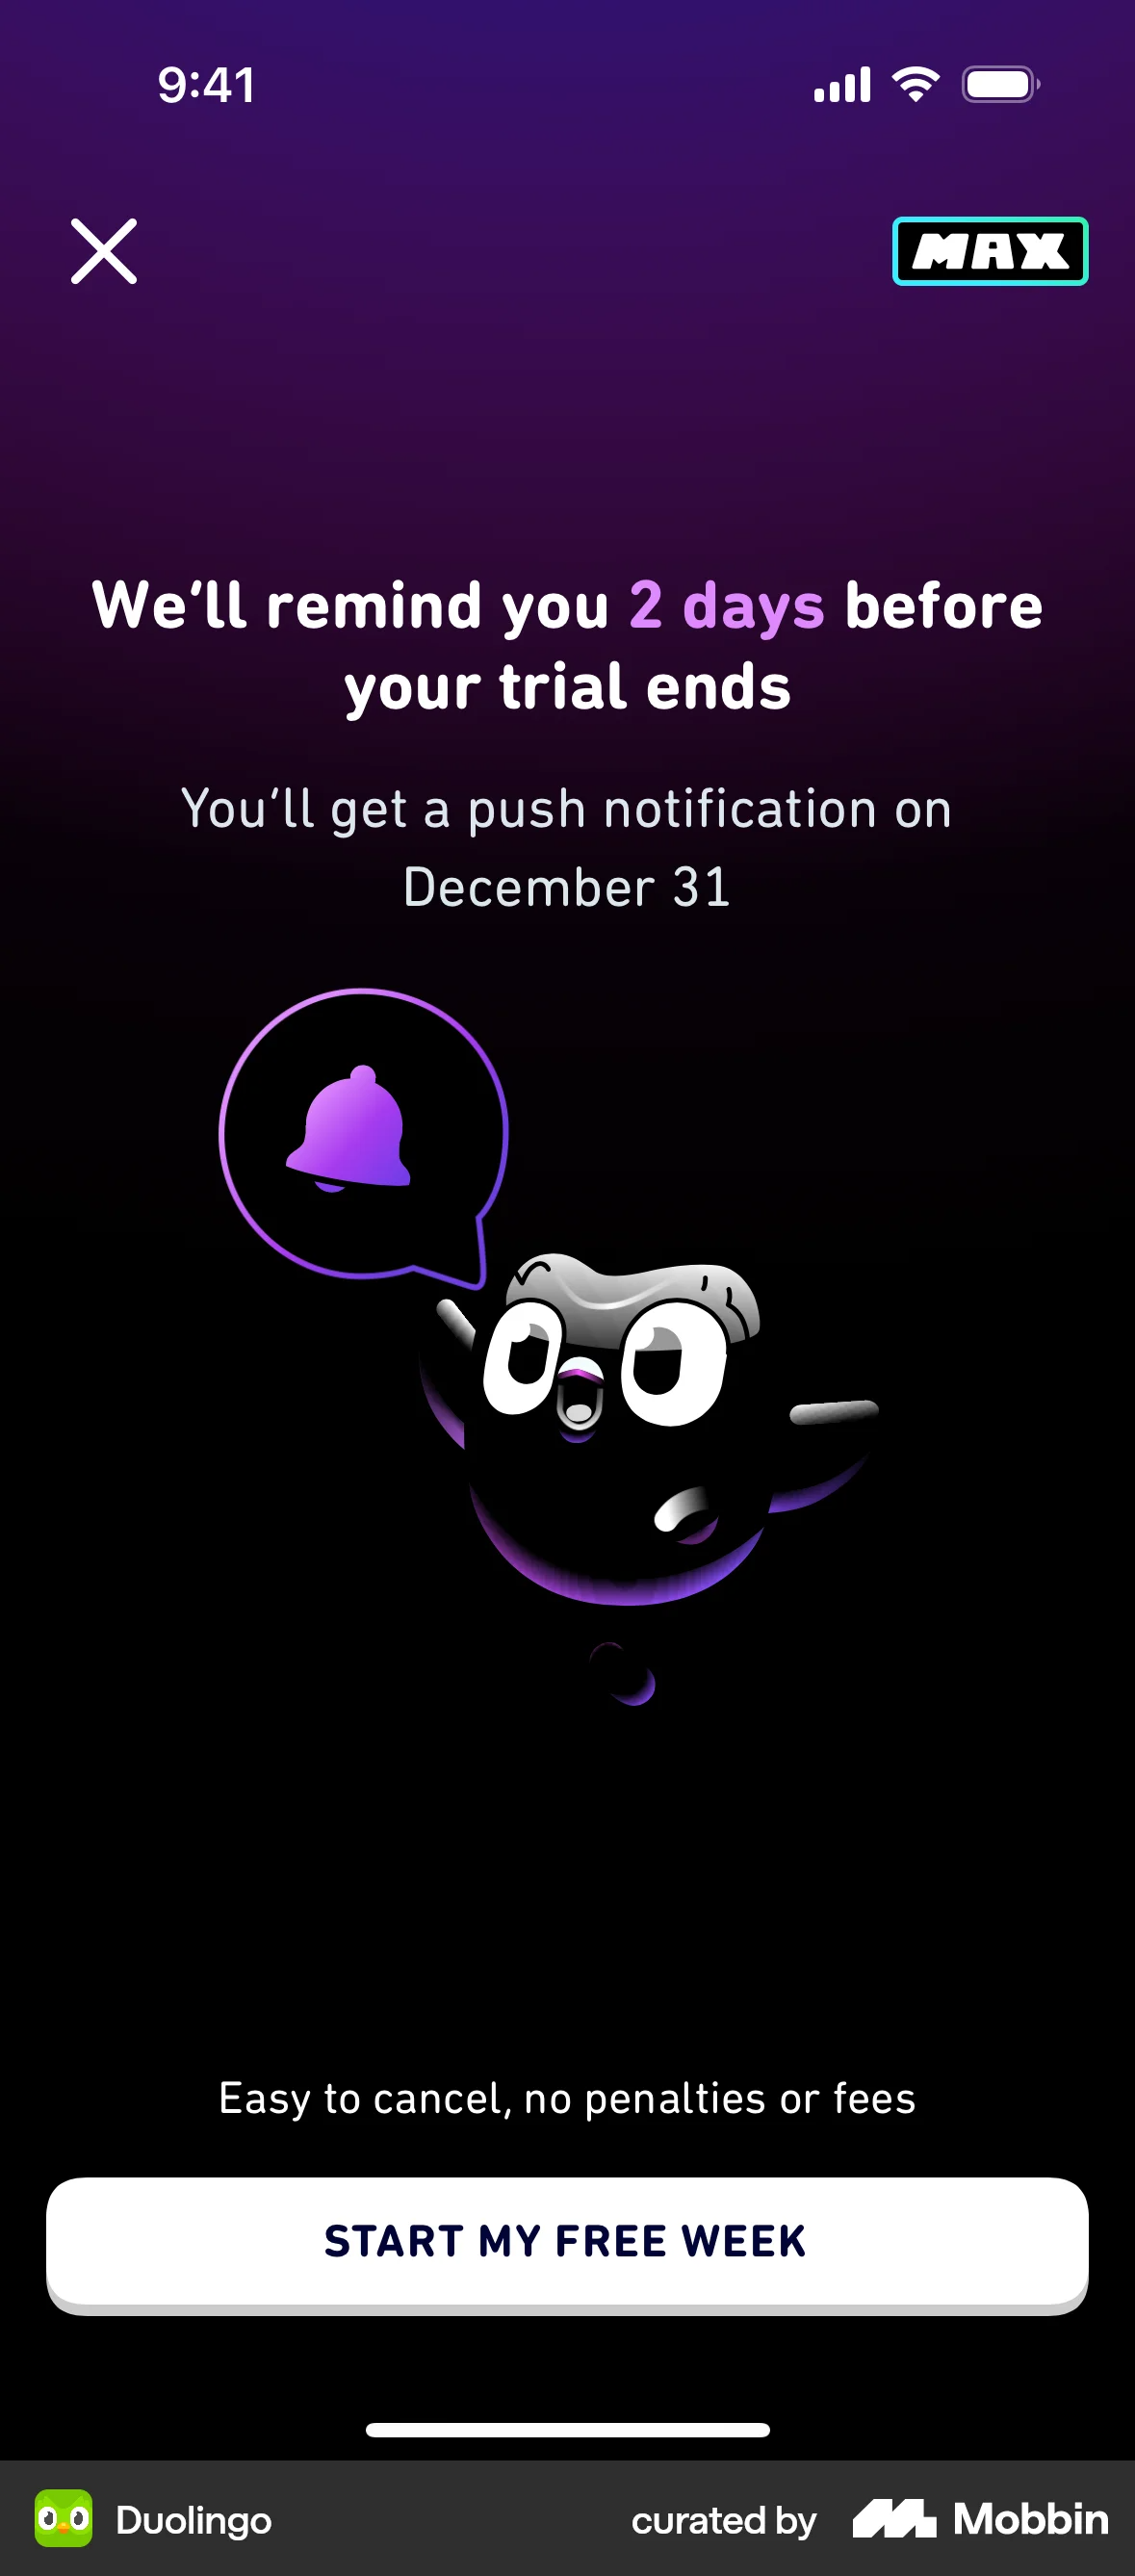 9:41
MAX
We’ll remind you 2 days before
your trial ends
You’ll get a push notification on
December 31
Easy to cancel, no penalties or fees
START MY FREE WEEK
Duolingo
curated by Mobbin